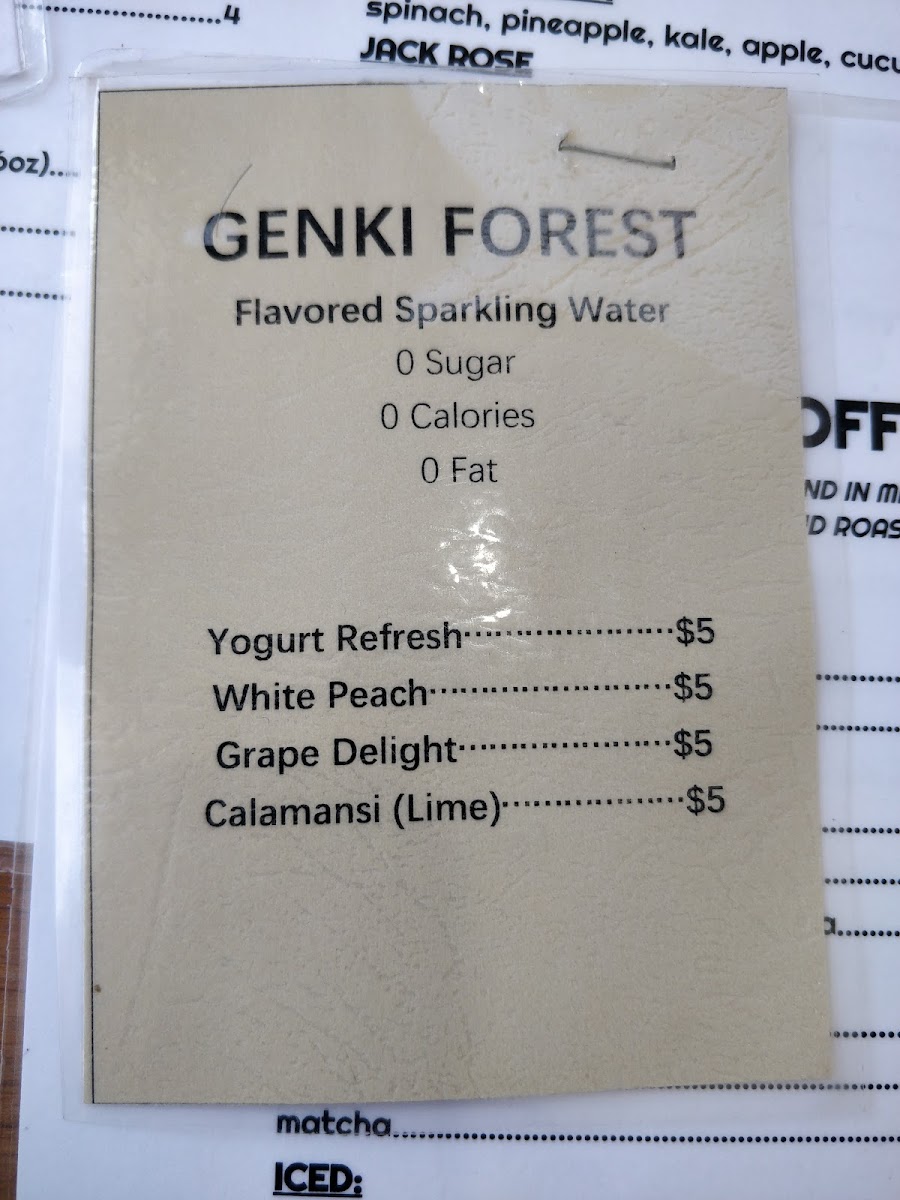 4
spinach, pineapple, kale, apple,
JACK ROSE
GENKI FOREST
Flavored Sparkling Water
0 Sugar
0 Calories
0 Fat
Yogurt Refresh·····················$5
White Peach·······················$5
Grape Delight····················$5
Calamansi (Lime)·················$5
matcha
ICED: